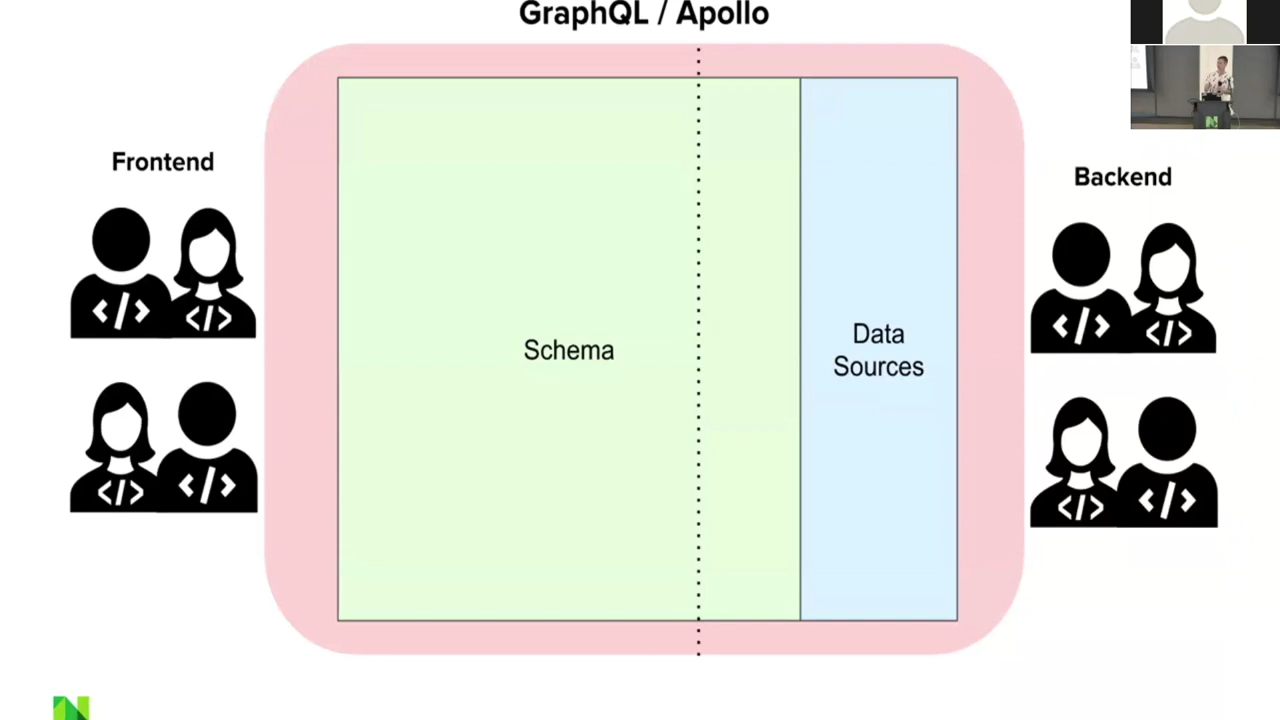 GraphQL / Apollo
Frontend
Backend
Schema
Data
Sources